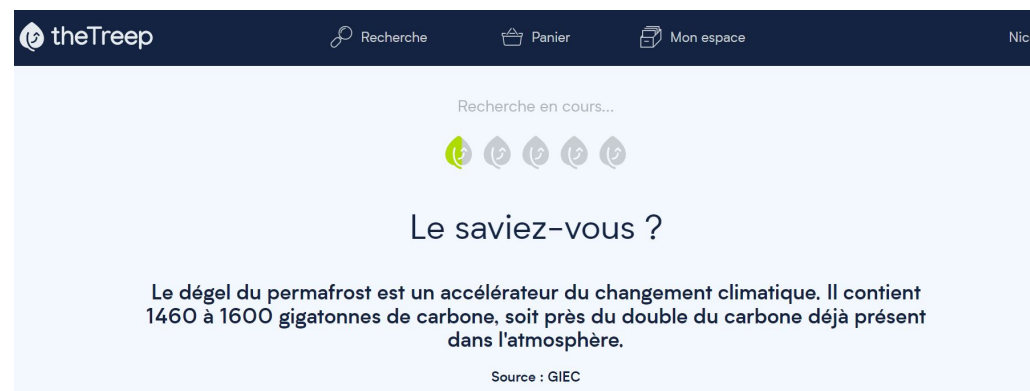 theTreep Recherche Panier Mon espace Nic
Recherche en cours...
Le saviez-vous ?
Le dégel du permafrost est un accélérateur du changement climatique. Il contient
1460 à 1600 gigatonnes de carbone, soit près du double du carbone déjà présent
dans l'atmosphère.
Source : GIEC